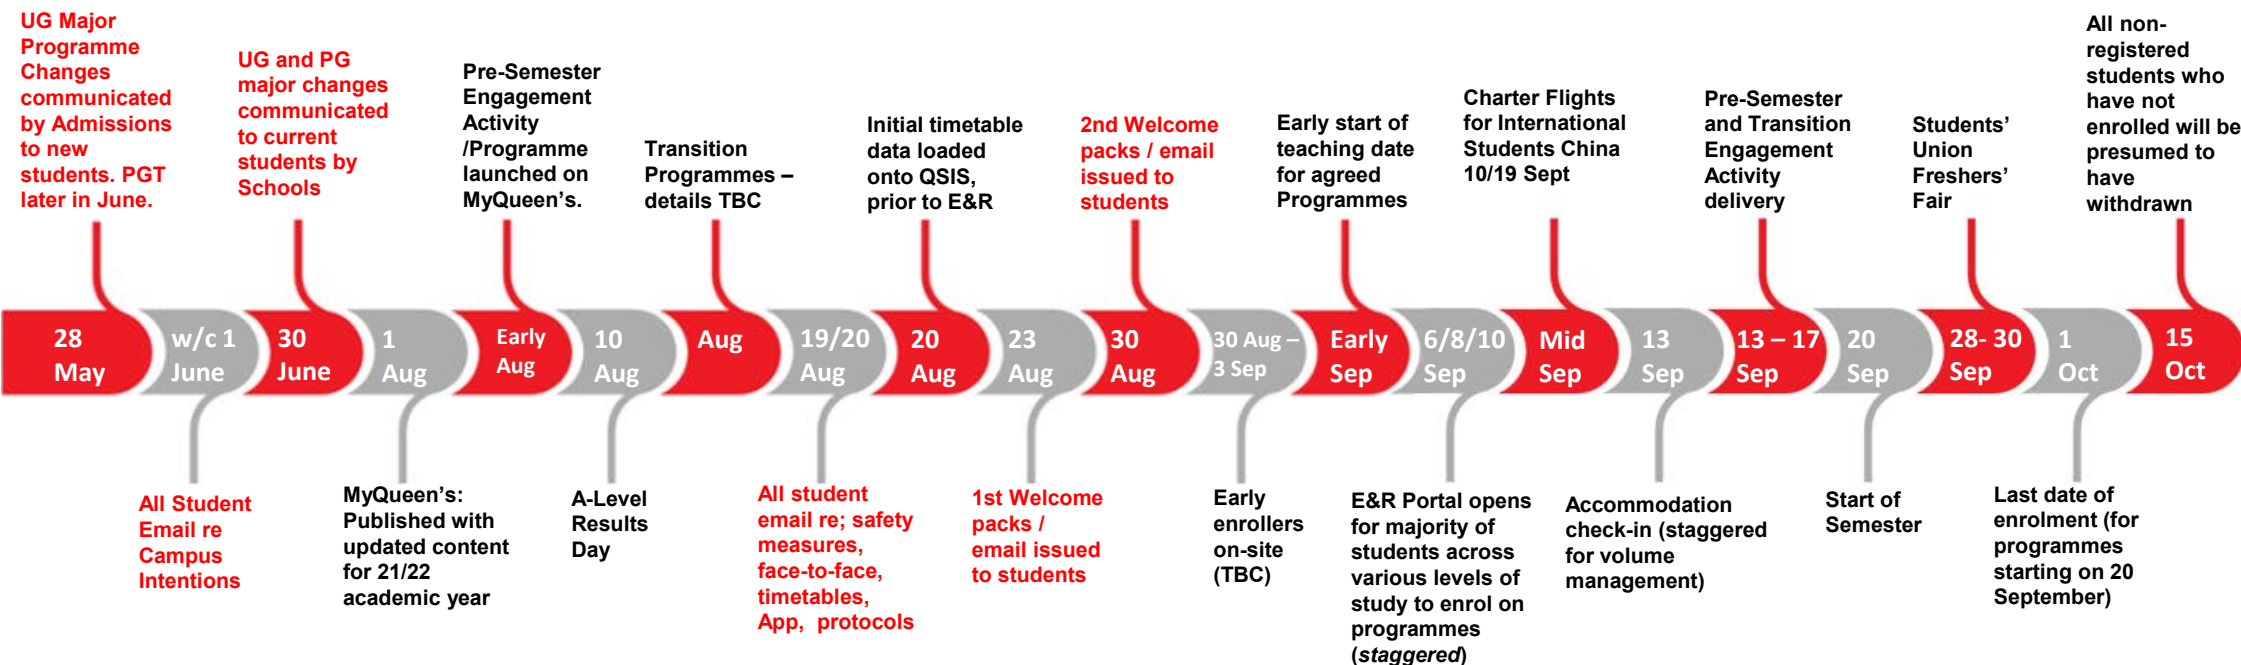 UG Major
Programme
Changes
communicated
by Admissions
to new
students. PGT
later in June.
UG and PG
major changes
communicated
to current
students by
Schools
Pre-Semester
Engagement
Activity
/Programme
launched on
MyQueen's.
Transition
Programmes –
details TBC
Initial timetable
data loaded
onto QSIS,
prior to E&R
2nd Welcome
packs / email
issued to
students
Early start of
teaching date
for agreed
Programmes
Charter Flights
for International
Students China
10/19 Sept
Pre-Semester
and Transition
Engagement
Activity
delivery
Students'
Union
Freshers'
Fair
All non-
registered
students who
have not
enrolled will be
presumed to
have
withdrawn
28
May
w/c 1
June
30
June
1
Aug
Early
Aug
10
Aug
Aug
19/20
Aug
20
Aug
23
Aug
30
Aug
30 Aug –
3 Sep
Early
Sep
6/8/10
Sep
Mid
Sep
13
Sep
13 – 17
Sep
20
Sep
28- 30
Sep
1
Oct
15
Oct
All Student
Email re
Campus
Intentions
MyQueen's:
Published with
updated content
for 21/22
academic year
A-Level
Results
Day
All student
email re; safety
measures,
face-to-face,
timetables,
App, protocols
1st Welcome
packs /
email issued
to students
Early
enrollers
on-site
(TBC)
E&R Portal opens
for majority of
students across
various levels of
study to enrol on
programmes
(staggered)
Accommodation
check-in (staggered
for volume
management)
Start of
Semester
Last date of
enrolment (for
programmes
starting on 20
September)